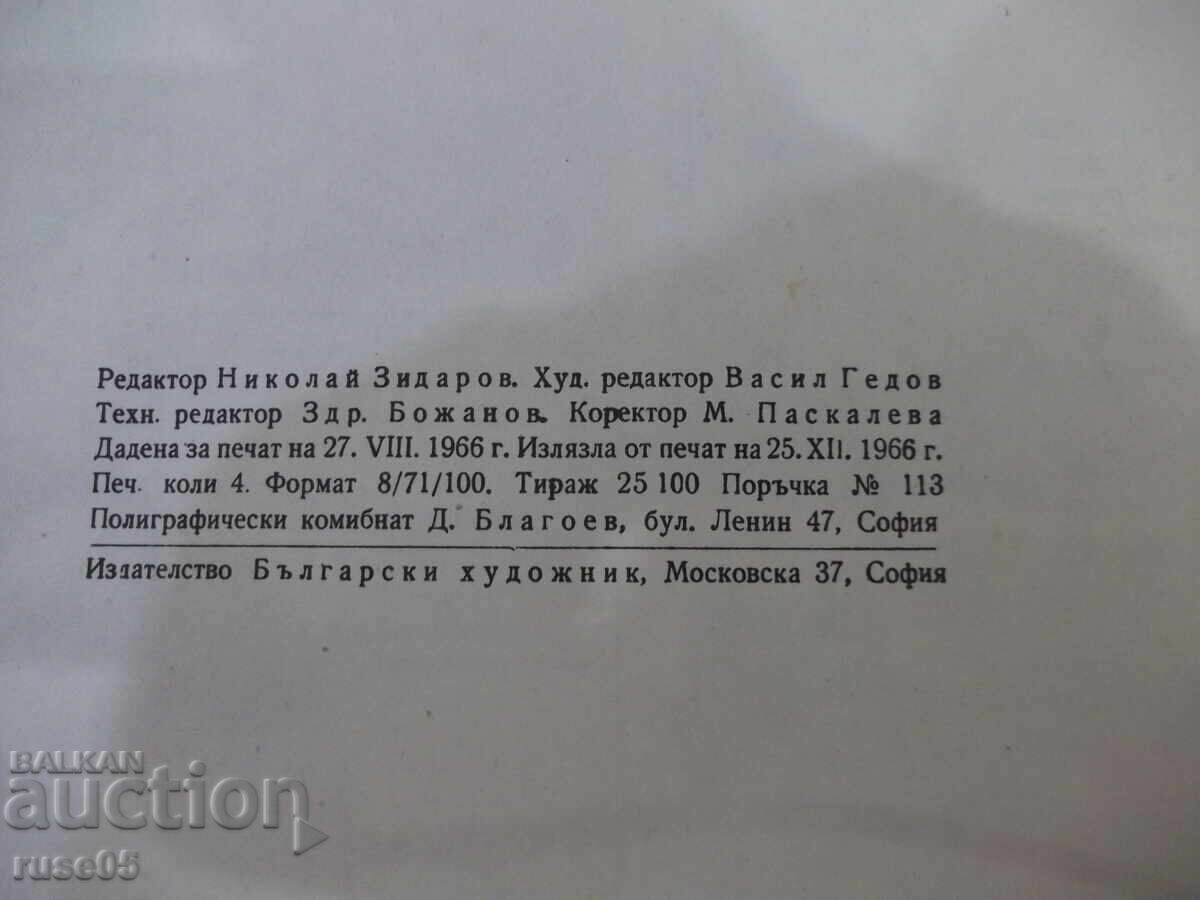 Редактор Николай Зидаров. Худ. редактор Васил Гедов
Техн. редактор Здр. Божанов. Коректор М. Паскалева
Дадена за печат на 27. VIII. 1966 г. Излязла от печат на 25. XII. 1966 г.
Печ. коли 4. Формат 8/71/100. Тираж 25 100 Поръчка № 113
Полиграфически комибнат Д. Благоев, бул. Ленин 47, София
Издателство Български художник, Московска 37, София
BALKAN
auction
ruse05